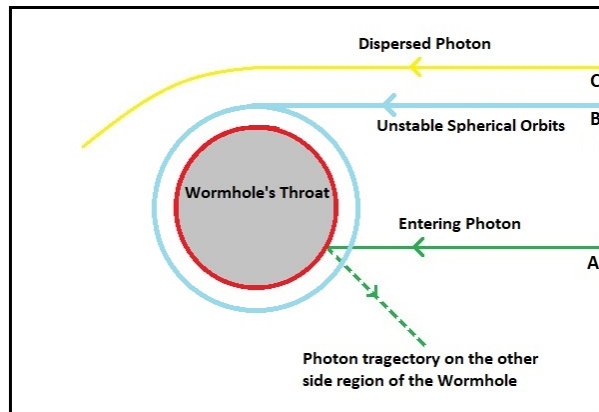 Dispersed Photon
C
B
Unstable Spherical Orbits
Wormhole's Throat
Entering Photon
A
Photon tragectory on the other
side region of the Wormhole